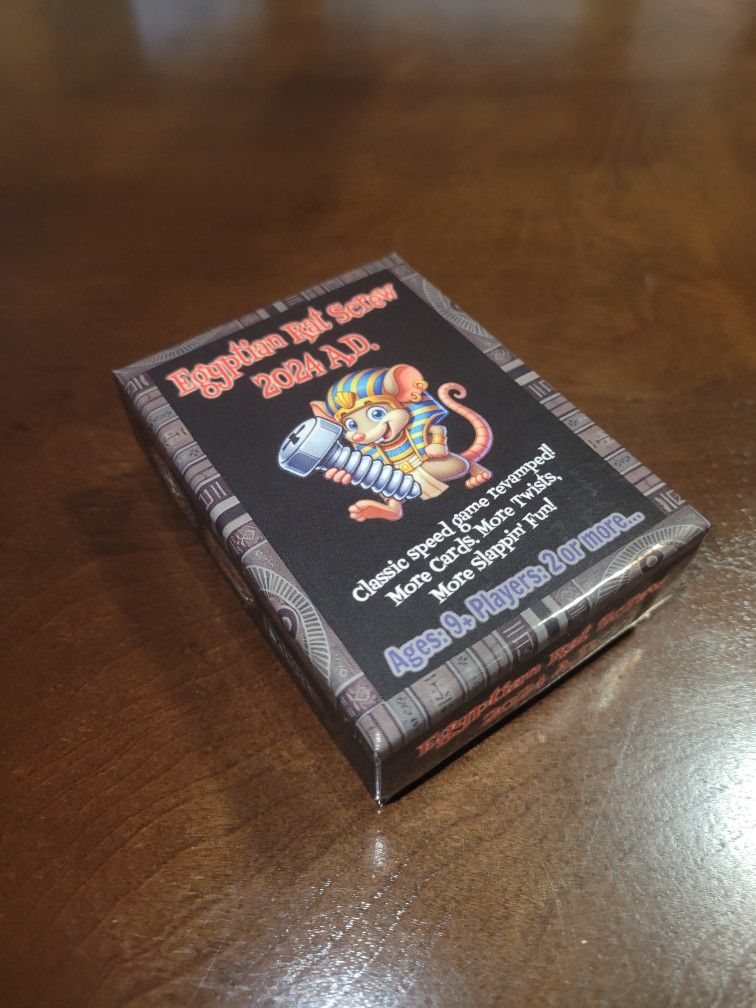 Egyptian Rat Screw
2024 A.D.
Classic speed game revamped!
More Cards. More Twists,
More Slappin' Fun!
Ages: 9+ Players: 2 or more...
Egyptian Rat Screw
2024 A.D.